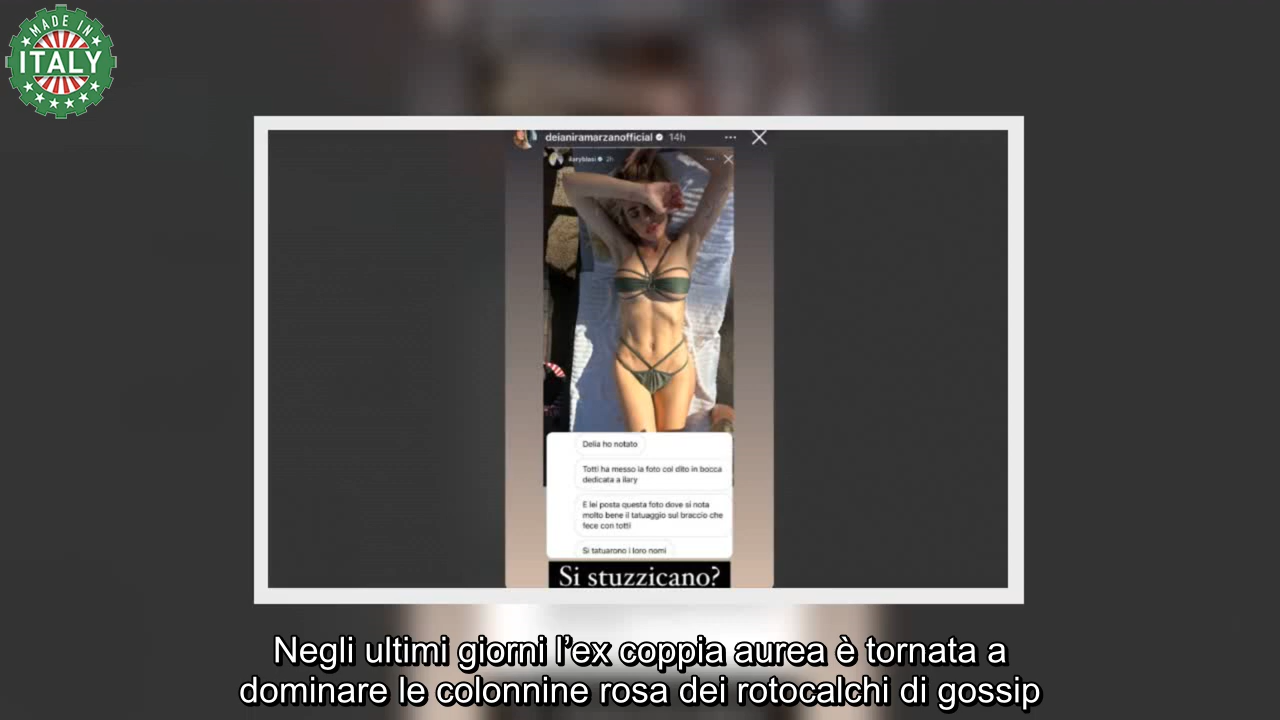 MADE IN
ITALY
deianiramarzanofficial 14h
ilaryblasi 2h
Delia ho notato
Totti ha messo la foto col dito in bocca
dedicata a ilary
E lei posta questa foto dove si nota
molto bene il tatuaggio sul braccio che
fece con totti
Si tatuarono i loro nomi
Si stuzzicano?
Negli ultimi giorni l’ex coppia aurea è tornata a
dominare le colonnine rosa dei rotocalchi di gossip